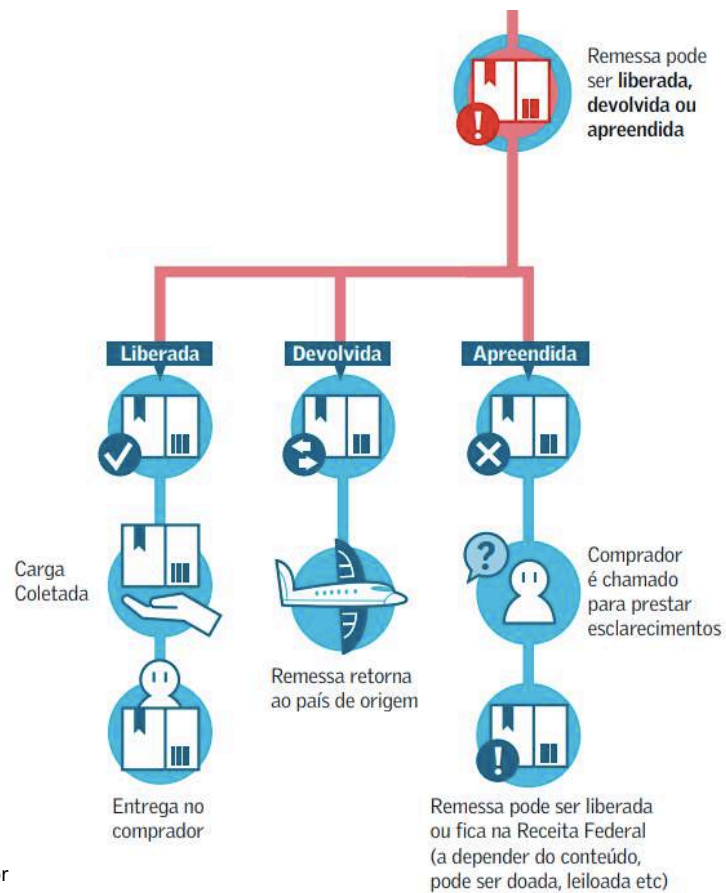 Remessa pode
ser liberada,
devolvida ou
apreendida
Liberada
Devolvida
Apreendida
Carga
Coletada
Comprador
é chamado
para prestar
esclarecimentos
Remessa retorna
ao país de origem
Entrega no
comprador
Remessa pode ser liberada
ou fica na Receita Federal
(a depender do conteúdo,
pode ser doada, leiloada etc)